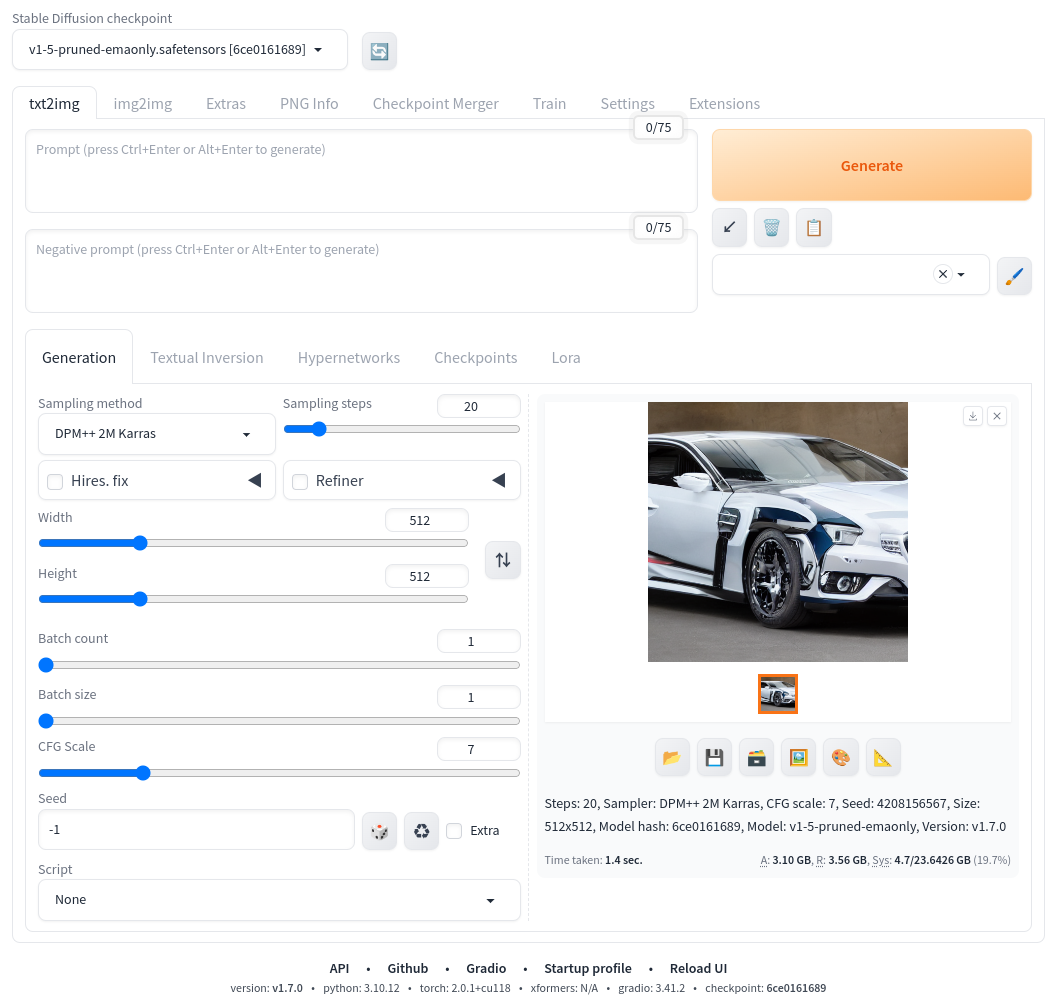 Stable Diffusion checkpoint
v1-5-pruned-emaonly.safetensors [6ce0161689]
txt2img img2img Extras PNG Info Checkpoint Merger Train Settings Extensions
0/75
Prompt (press Ctrl+Enter or Alt+Enter to generate)
Generate
0/75
Negative prompt (press Ctrl+Enter or Alt+Enter to generate)
Generation Textual Inversion Hypernetworks Checkpoints Lora
Sampling method
DPM++ 2M Karras
Sampling steps
20
Hires. fix
Refiner
Width
512
Height
512
Batch count
1
Batch size
1
CFG Scale
7
Seed
-1
Extra
Script
None
Steps: 20, Sampler: DPM++ 2M Karras, CFG scale: 7, Seed: 4208156567, Size:
512x512, Model hash: 6ce0161689, Model: v1-5-pruned-emaonly, Version: v1.7.0
Time taken: 1.4 sec.
A: 3.10 GB, R: 3.56 GB, Sys: 4.7/23.6426 GB (19.7%)
API • Github • Gradio • Startup profile • Reload UI
version: v1.7.0 • python: 3.10.12 • torch: 2.0.1+cu118 • xformers: N/A • gradio: 3.41.2 • checkpoint: 6ce0161689